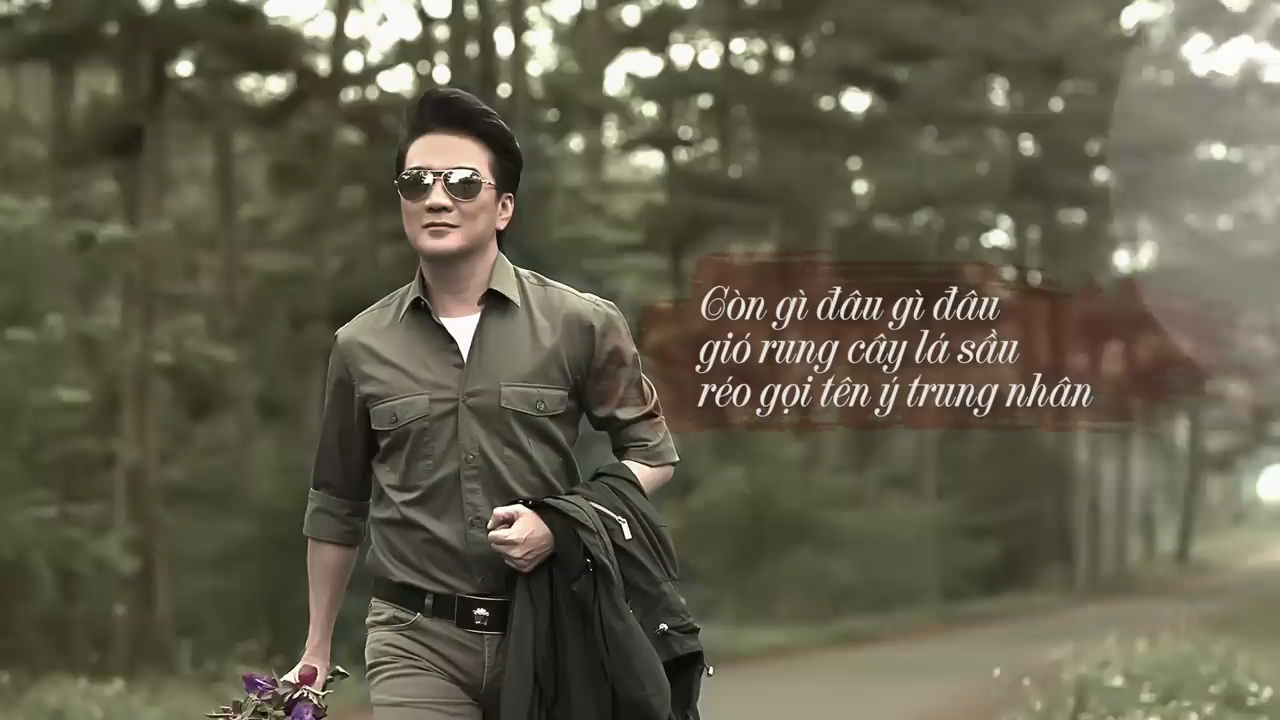 Còn gì đâu gì đâu
gió rung cây lá sầu
réo gọi tên ý trung nhân